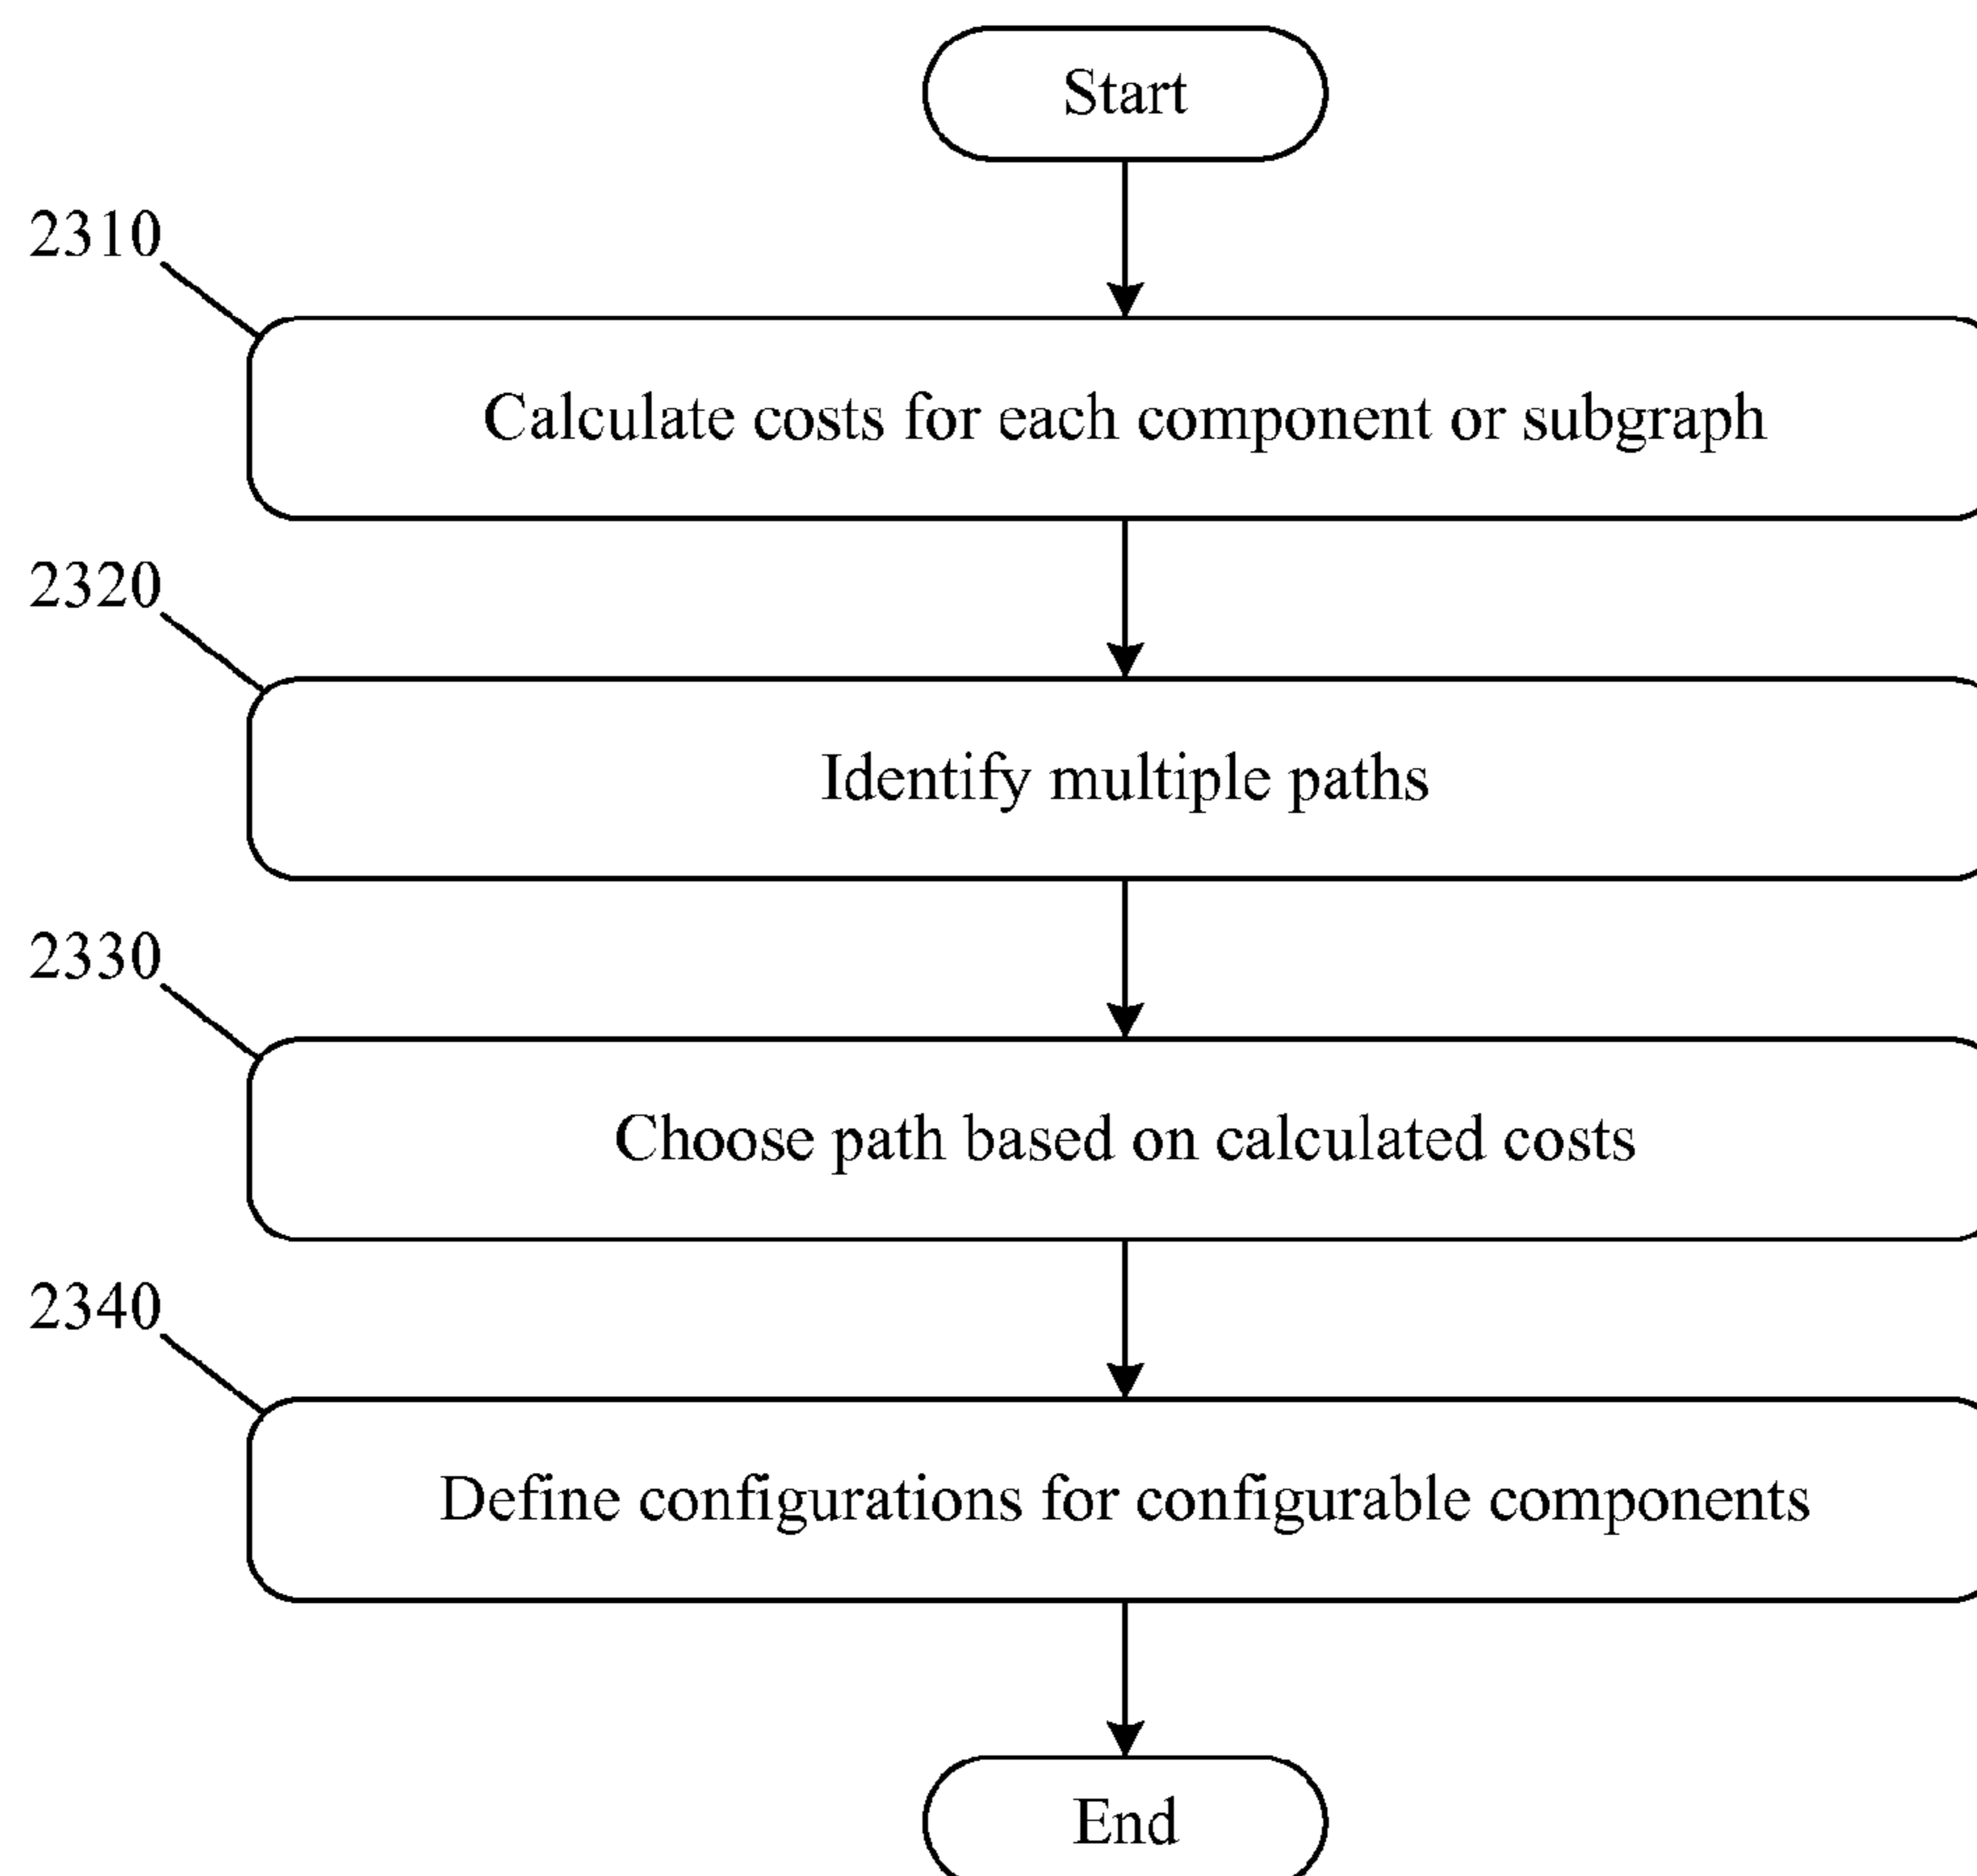 Start
2310
Calculate costs for each component or subgraph
2320
Identify multiple paths
2330
Choose path based on calculated costs
2340
Define configurations for configurable components
End